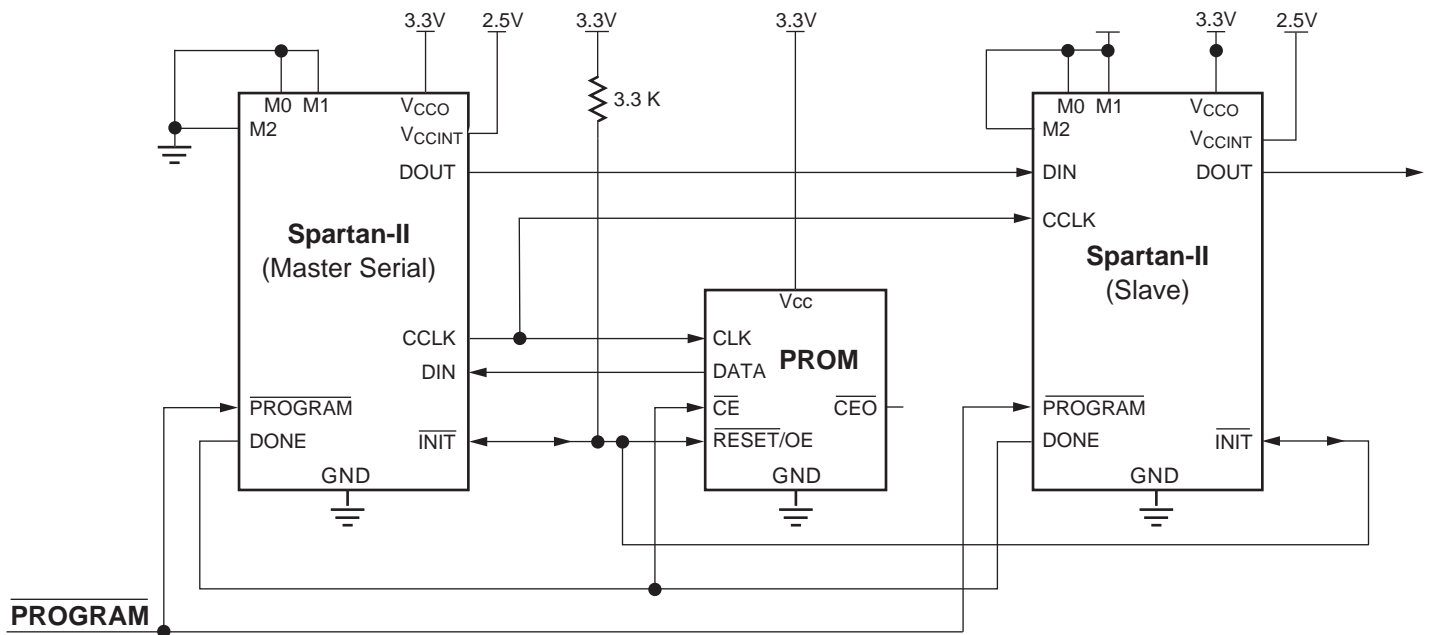 3.3V 2.5V 3.3V 3.3V 3.3V 2.5V
3.3 K
M0 M1
M2
VCCO
VCCINT
DOUT
Spartan-II
(Master Serial)
CCLK
DIN
PROGRAM
DONE
INIT
GND
Vcc
CLK
PROM
DATA
CE
CEO
RESET/OE
GND
M0 M1
M2
VCCO
VCCINT
DIN
DOUT
CCLK
Spartan-II
(Slave)
PROGRAM
DONE
INIT
GND
PROGRAM